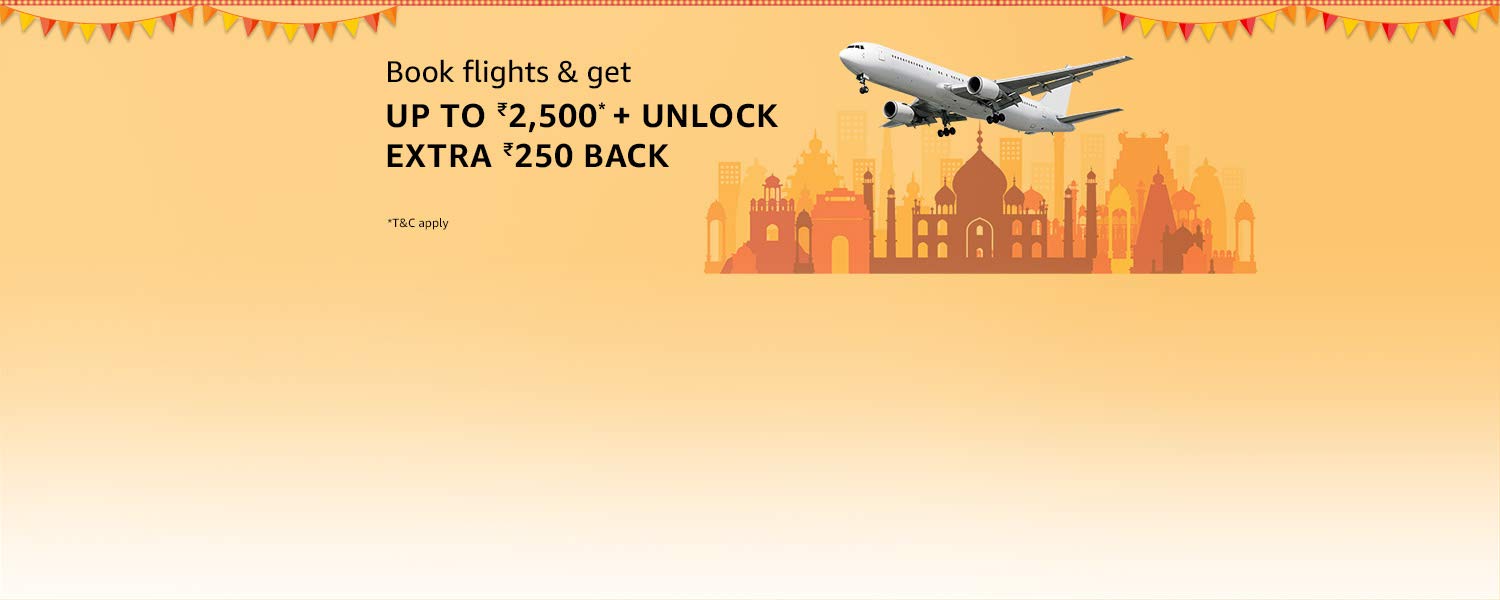 Book flights & get
UP TO ₹2,500* + UNLOCK
EXTRA ₹250 BACK
*T&C apply